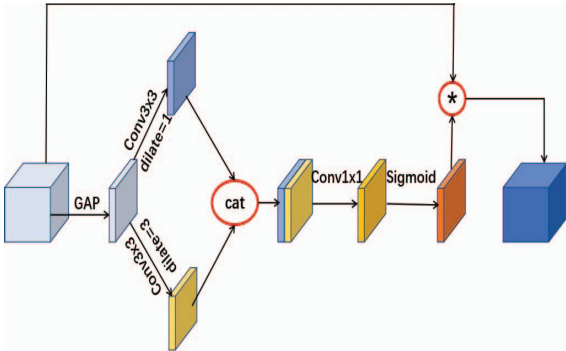 GAP
Conv3x3
dilate=1
Conv3x3
dilate=3
cat
Conv1x1
Sigmoid
*